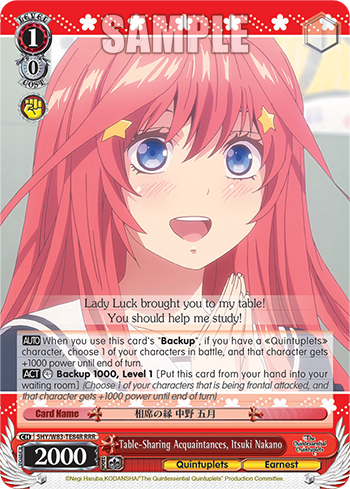 SAMPLE
1
LEVEL
0
COST
Lady Luck brought you to my table!
You should help me study!
AUTO When you use this card's "Backup", if you have a «Quintuplets»
character, choose 1 of your characters in battle, and that character gets
+1000 power until end of turn.
ACT Backup 1000, Level 1 [Put this card from your hand into your
waiting room] (Choose 1 of your characters that is being frontal attacked, and
that character gets +1000 power until end of turn)
Card Name 相席の縁 中野 五月
CH 5HY/W83-TE84R RRR Table-Sharing Acquaintances, Itsuki Nakano
The Quintessential Quintuplets
POWER 2000 SOUL Quintuplets Earnest
©Negi Haruba,KODANSHA/"The Quintessential Quintuplets" Production Committee.